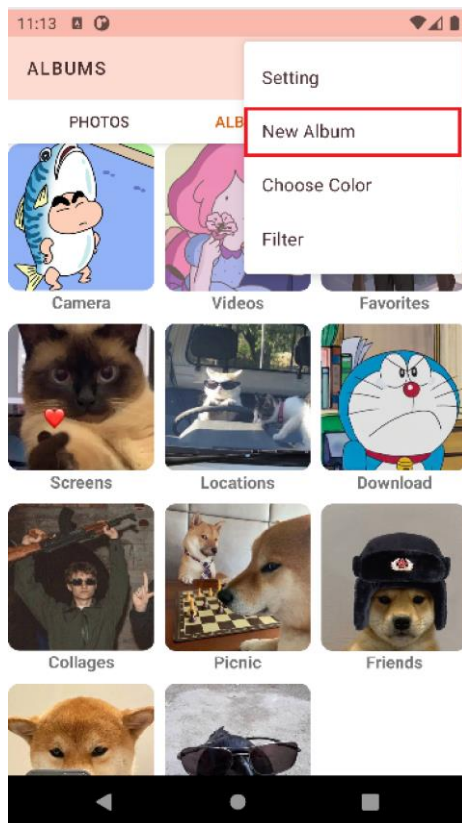 11:13
ALBUMS
Setting
PHOTOS
ALB
New Album
Choose Color
Filter
Camera
Videos
Favorites
Screens
Locations
Download
Collages
Picnic
Friends